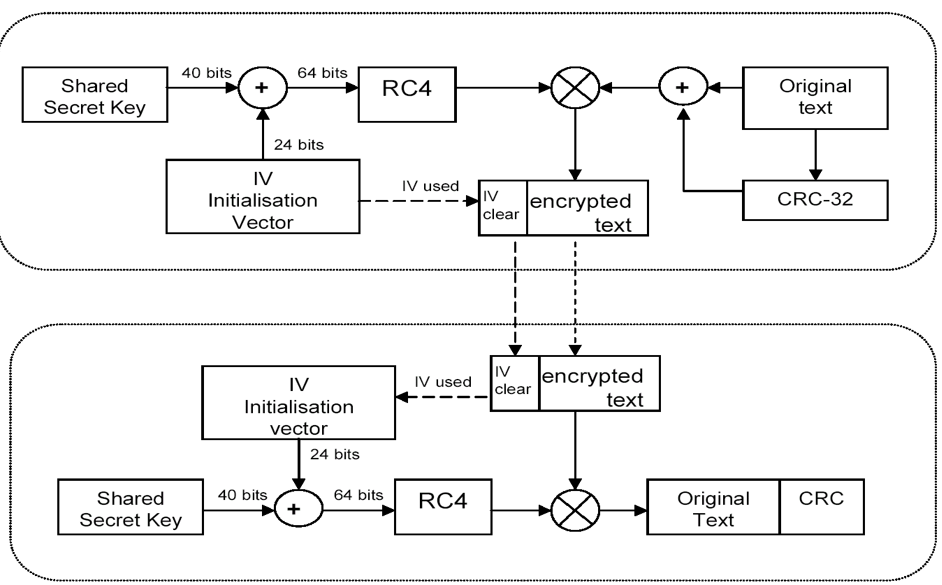 Shared
Secret Key
40 bits
+
64 bits
RC4
+
Original
text
24 bits
IV
Initialisation
Vector
IV used
IV
clear
encrypted
text
CRC-32
IV
Initialisation
vector
IV used
IV
clear
encrypted
text
24 bits
Shared
Secret Key
40 bits
+
64 bits
RC4
Original
Text
CRC